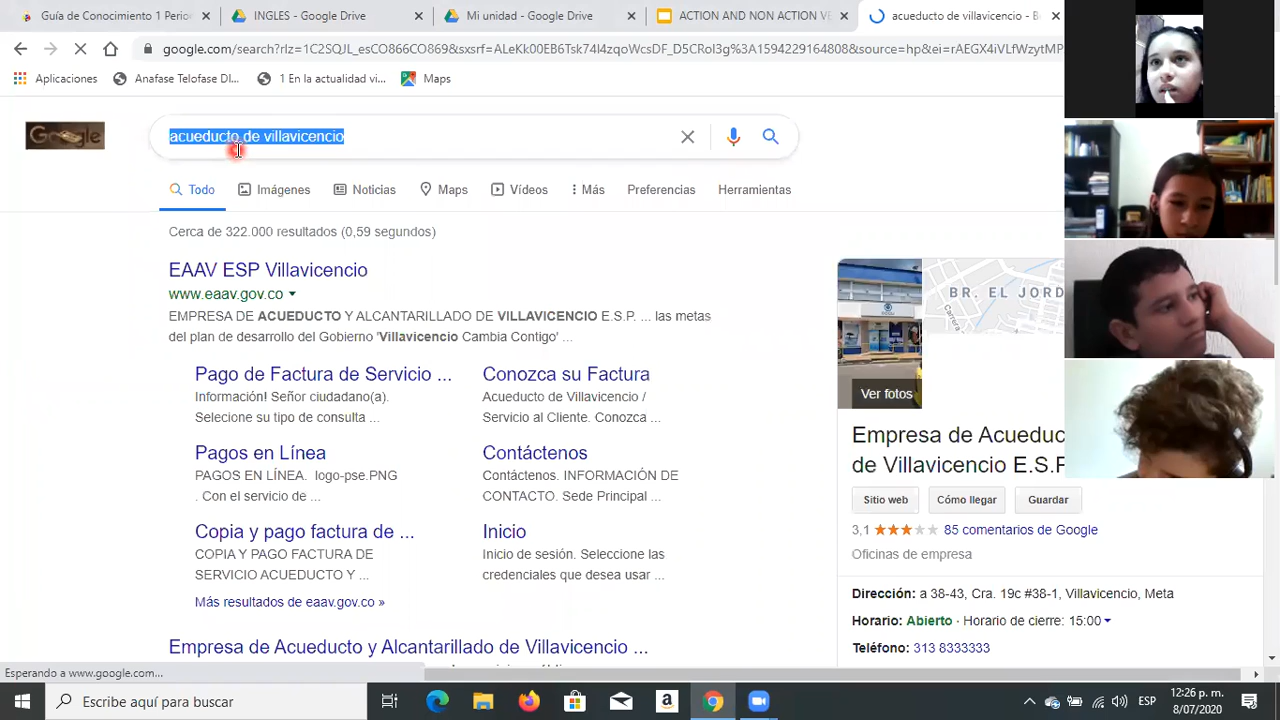 Guía de Conocimiento 1 Period
INGLES - Google Drive
Mi unidad - Google Drive
ACTION AND NON ACTION VE
acueducto de villavicencio - B
google.com/search?rlz=1C2SQJL_esCO866CO869&sxsrf=
Aplicaciones
Anafase Telofase DI...
1 En la actualidad vi...
Maps
Google
acueducto de villavicencio
Todo
Imágenes
Noticias
Maps
Vídeos
Más
Preferencias
Herramientas
Cerca de 322.000 resultados (0,59 segundos)
EAAV ESP Villavicencio
www.eaav.gov.co
EMPRESA DE ACUEDUCTO Y ALCANTARILLADO DE VILLAVICENCIO E.S.P. ... las metas
del plan de desarrollo del Gobierno 'Villavicencio Cambia Contigo' ...
Pago de Factura de Servicio ...
Información! Señor ciudadano(a).
Selecione su tipo de consulta ...
Conozca su Factura
Acueducto de Villavicencio /
Servicio al Cliente. Conozca ...
Pagos en Línea
PAGOS EN LÍNEA. logo-pse.PNG
. Con el servicio de ...
Contáctenos
Contáctenos. INFORMACIÓN DE
CONTACTO. Sede Principal ...
Copia y pago factura de ...
COPIA Y PAGO FACTURA DE
SERVICIO ACUEDUCTO Y ...
Inicio
Inicio de sesión. Seleccione las
credenciales que desea usar ...
Más resultados de eaav.gov.co »
Empresa de Acueducto y Alcantarillado de Villavicencio ...
BR. EL JORD
Carrera
Ver fotos
Empresa de Acueduc
de Villavicencio E.S.P
Sitio web
Cómo llegar
Guardar
3,1
85 comentarios de Google
Oficinas de empresa
Dirección: a 38-43, Cra. 19c #38-1, Villavicencio, Meta
Horario: Abierto · Horario de cierre: 15:00
Teléfono: 313 8333333
Esperando a www.google.com...
Escribe aquí para buscar
ESP
12:26 p. m.
8/07/2020